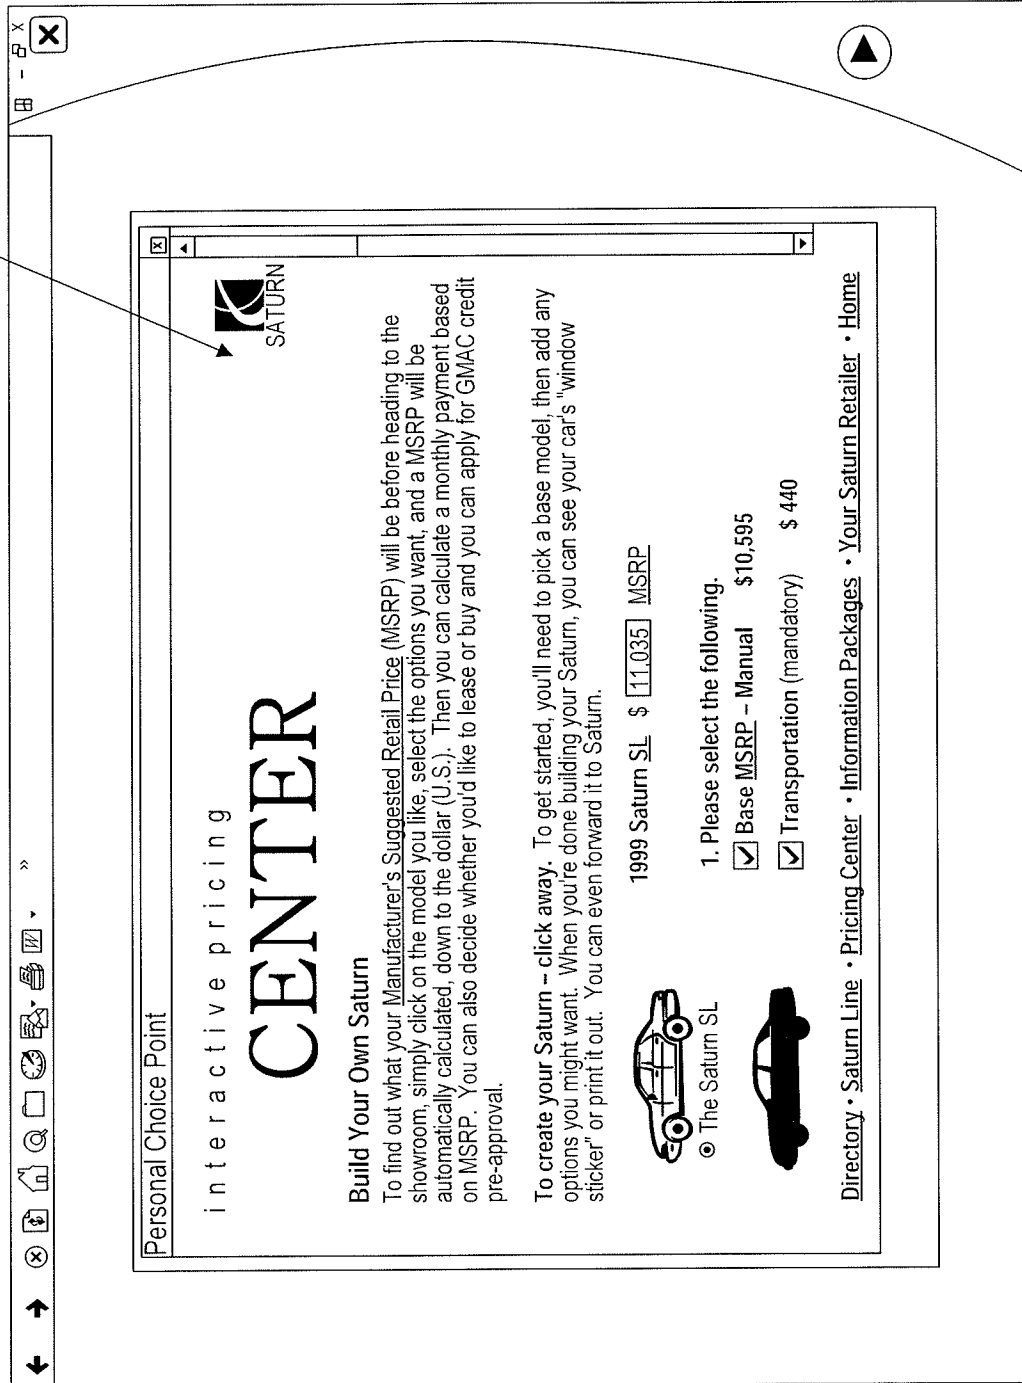 Personal Choice Point
interactive pricing
CENTER
SATURN
Build Your Own Saturn
To find out what your Manufacturer's Suggested Retail Price (MSRP) will be before heading to the
showroom, simply click on the model you like, select the options you want, and a MSRP will be
automatically calculated, down to the dollar (U.S.). Then you can calculate a monthly payment based
on MSRP. You can also decide whether you'd like to lease or buy and you can apply for GMAC credit
pre-approval.
To create your Saturn – click away. To get started, you'll need to pick a base model, then add any
options you might want. When you're done building your Saturn, you can see your car's "window
sticker" or print it out. You can even forward it to Saturn.
1999 Saturn SL $ 11,035 MSRP
The Saturn SL
1. Please select the following.
Base MSRP – Manual $10,595
Transportation (mandatory) $ 440
Directory • Saturn Line • Pricing Center • Information Packages • Your Saturn Retailer • Home